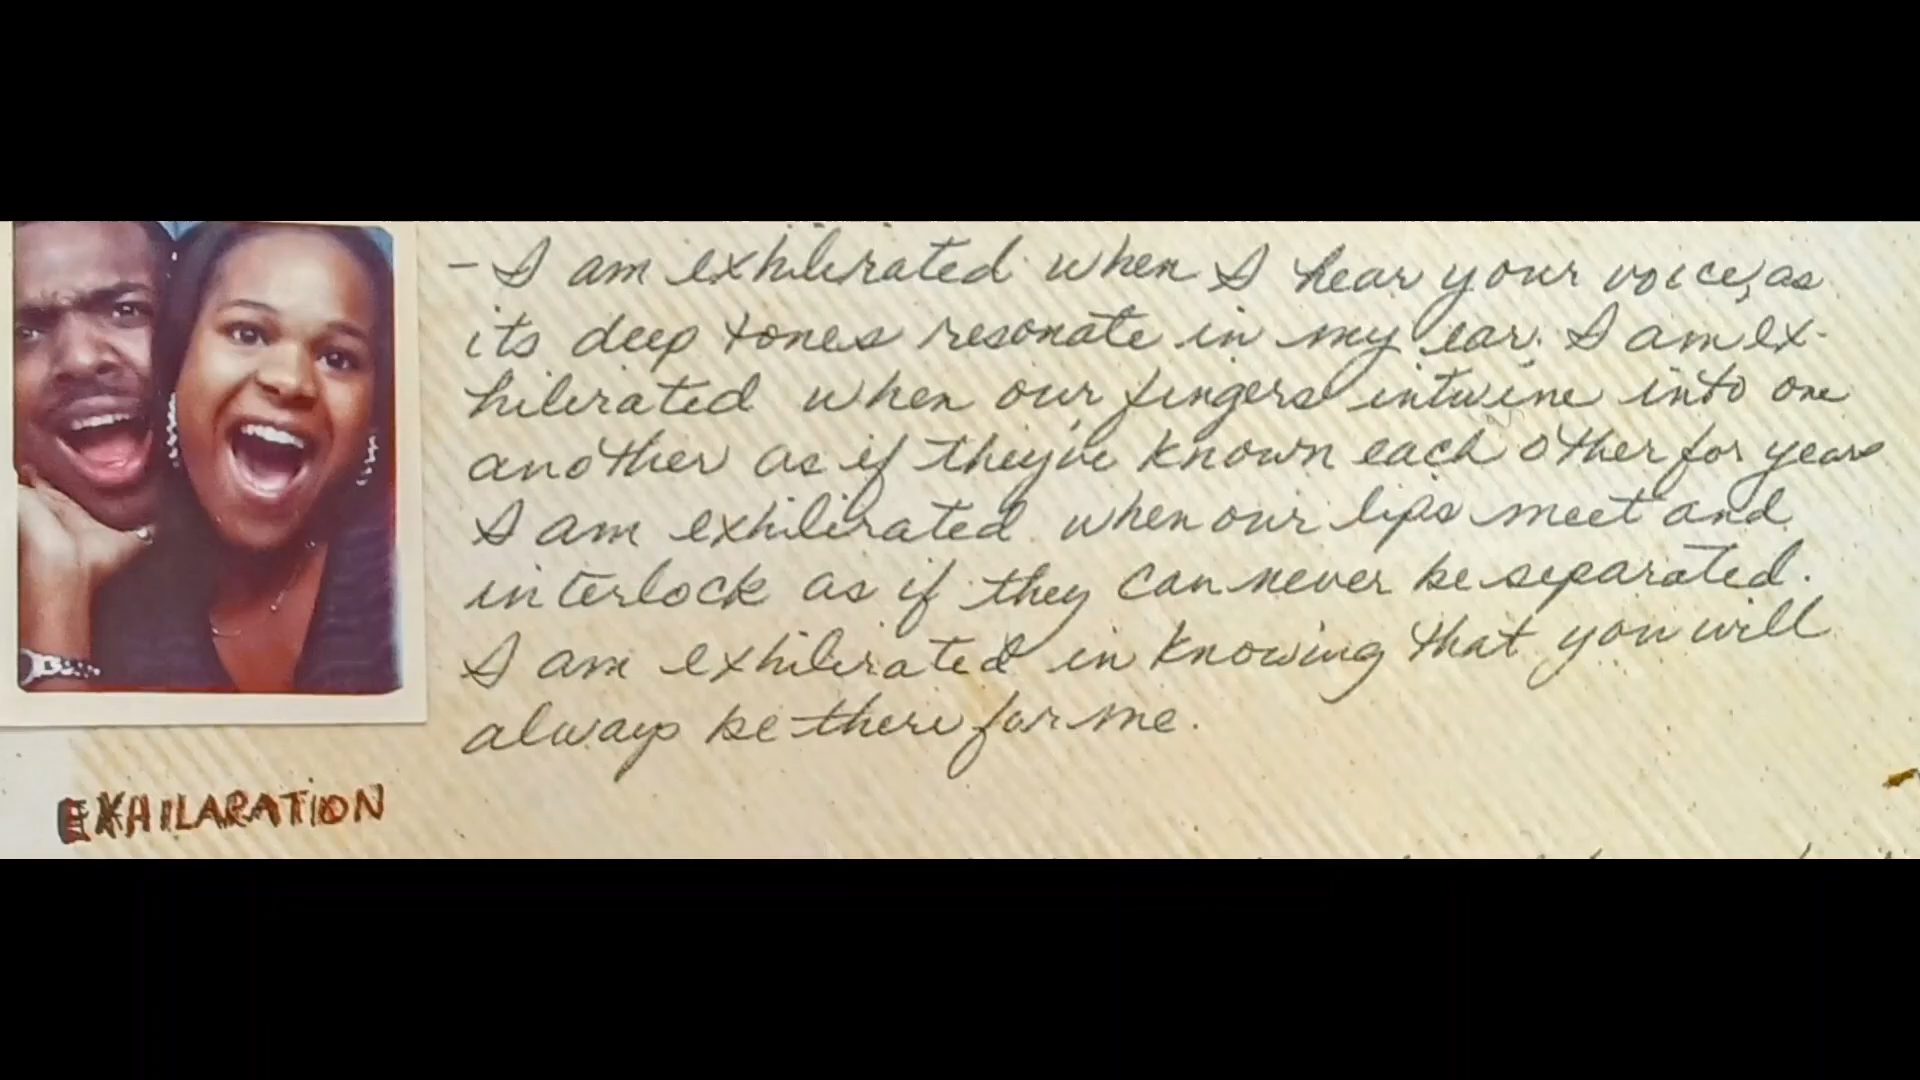 - I am exhilirated when I hear your voice, as
its deep tones resonate in my ear. I am ex-
hilirated when our fingers intwine into one
another as if they've known each other for years
I am exhilirated when our lips meet and
interlock as if they can never be separated.
I am exhilirated in knowing that you will
always be there for me.
EXHILARATION